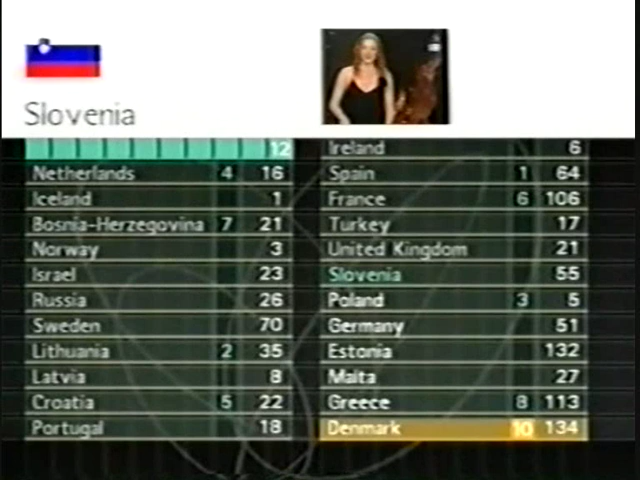 Slovenia
12
Netherlands 4 16
Iceland 1
Bosnia-Herzegovina 7 21
Norway 3
Israel 23
Russia 26
Sweden 70
Lithuania 2 35
Latvia 8
Croatia 5 22
Portugal 18
Ireland 6
Spain 1 64
France 6 106
Turkey 17
United Kingdom 21
Slovenia 55
Poland 3 5
Germany 51
Estonia 132
Malta 27
Greece 8 113
Denmark 10 134